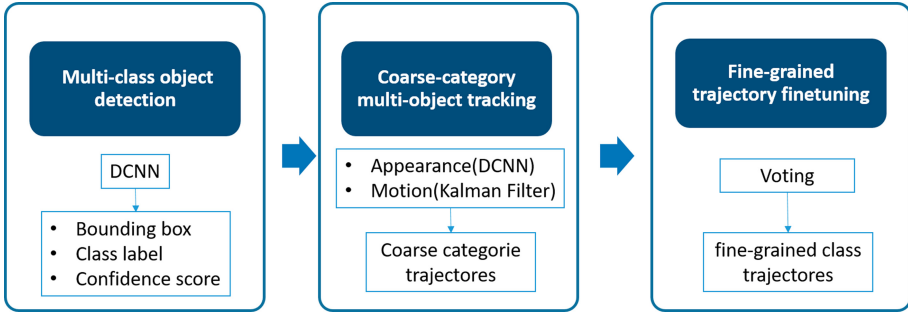 Multi-class object
detection
DCNN
• Bounding box
• Class label
• Confidence score
Coarse-category
multi-object tracking
• Appearance(DCNN)
• Motion(Kalman Filter)
Coarse categorie
trajectores
Fine-grained
trajectory finetuning
Voting
fine-grained class
trajectores